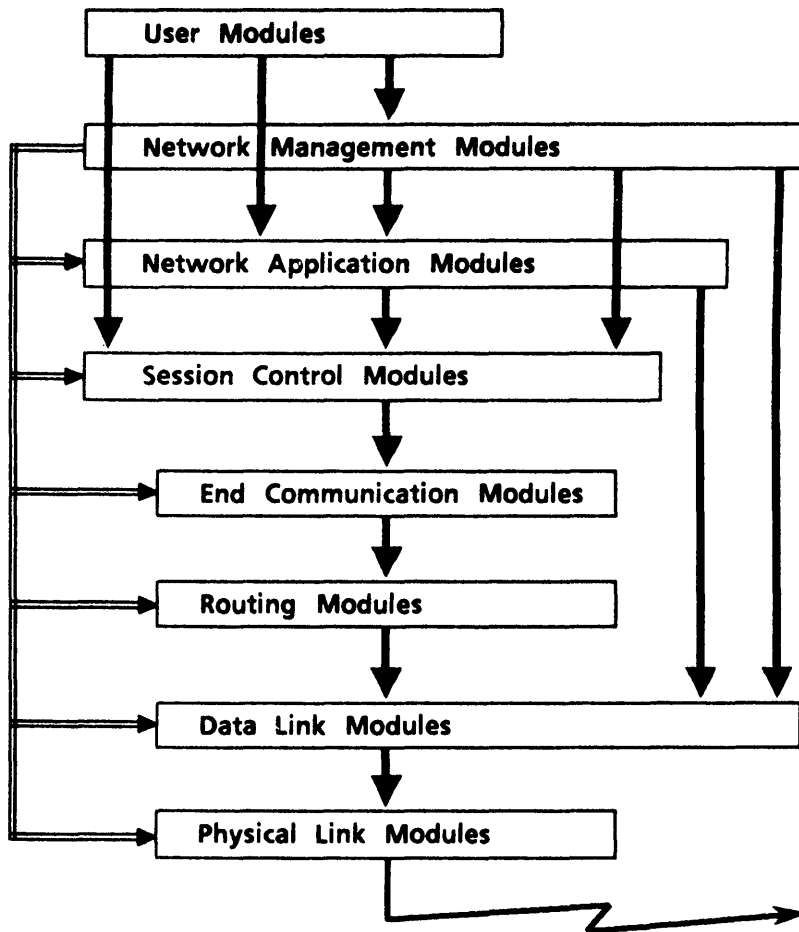 User Modules
Network Management Modules
Network Application Modules
Session Control Modules
End Communication Modules
Routing Modules
Data Link Modules
Physical Link Modules